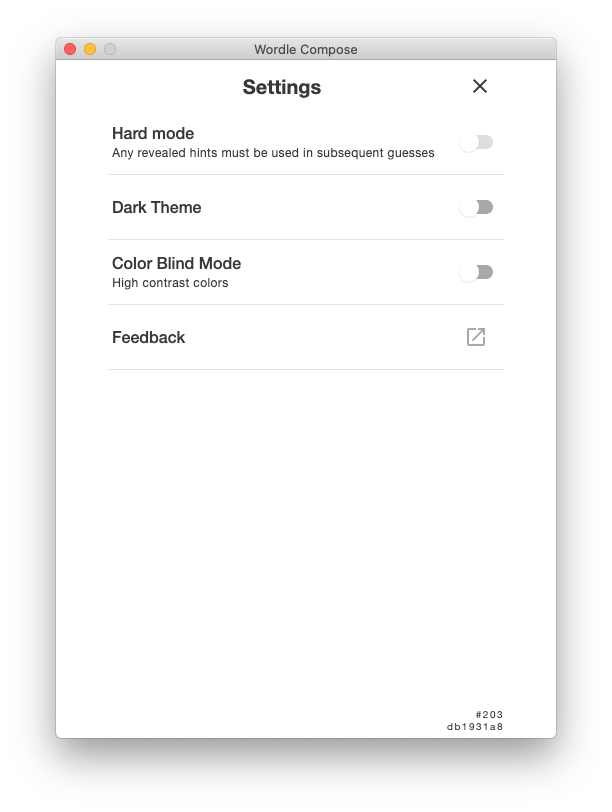 Wordle Compose
Settings
Hard mode
Any revealed hints must be used in subsequent guesses
Dark Theme
Color Blind Mode
High contrast colors
Feedback
#203
db1931a8